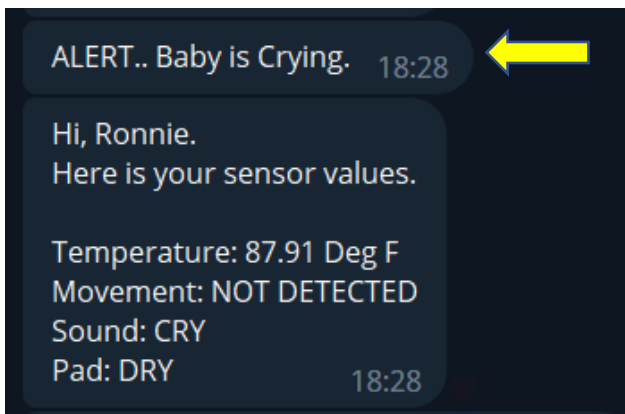 ALERT.. Baby is Crying. 18:28
Hi, Ronnie.
Here is your sensor values.
Temperature: 87.91 Deg F
Movement: NOT DETECTED
Sound: CRY
Pad: DRY 18:28